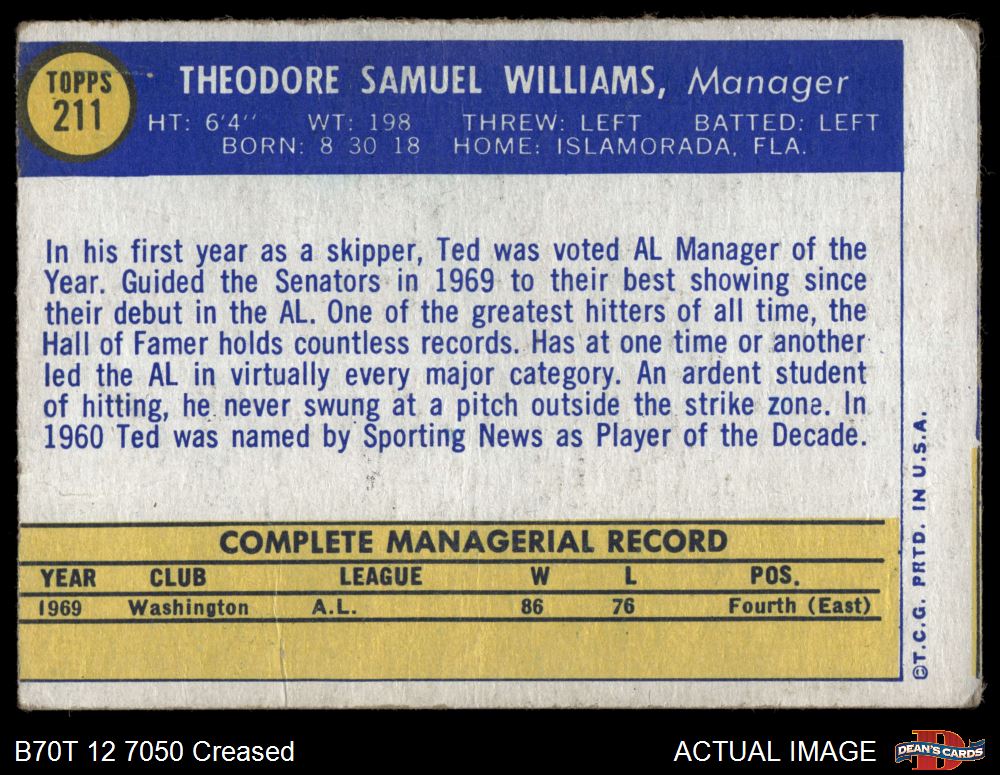 TOPPS
211
THEODORE SAMUEL WILLIAMS, Manager
HT: 6'4" WT: 198 THREW: LEFT BATTED: LEFT
BORN: 8 30 18 HOME: ISLAMORADA, FLA.
In his first year as a skipper, Ted was voted AL Manager of the
Year. Guided the Senators in 1969 to their best showing since
their debut in the AL. One of the greatest hitters of all time, the
Hall of Famer holds countless records. Has at one time or another
led the AL in virtually every major category. An ardent student
of hitting, he never swung at a pitch outside the strike zone. In
1960 Ted was named by Sporting News as Player of the Decade.
COMPLETE MANAGERIAL RECORD
YEAR CLUB LEAGUE W L POS.
1969 Washington A.L. 86 76 Fourth (East)
©T.C.G. PRTD. IN U.S.A.
B70T 12 7050 Creased
ACTUAL IMAGE
D
DEAN'S CARDS